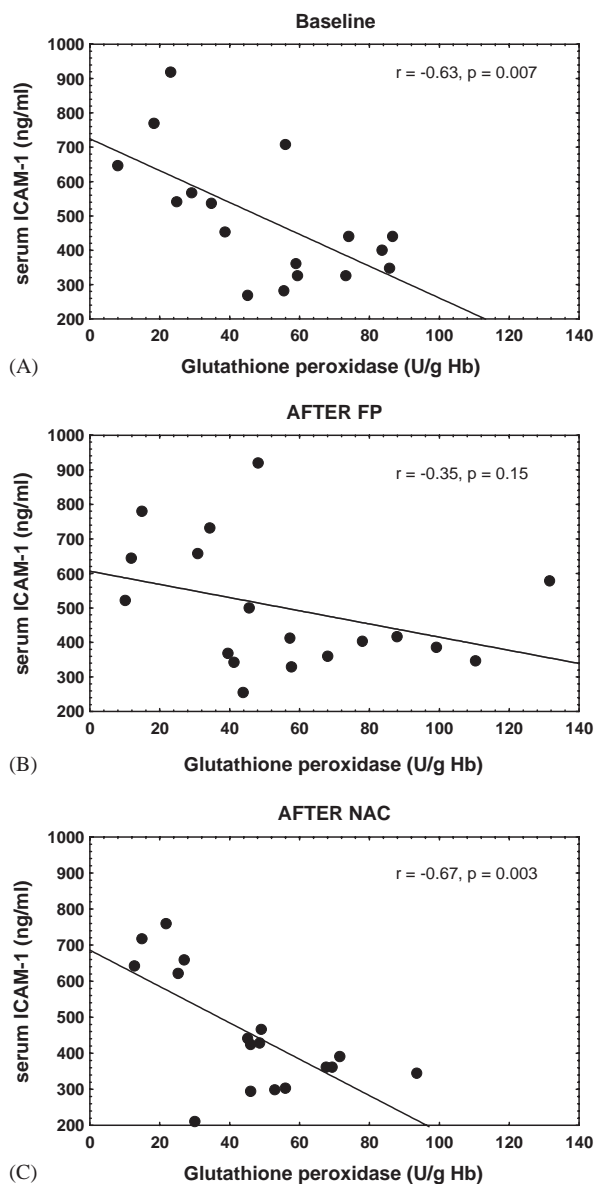 Baseline
1000
900
800
700
600
500
400
300
200
serum ICAM-1 (ng/ml)
r = -0.63, p = 0.007
0 20 40 60 80 100 120 140
(A) Glutathione peroxidase (U/g Hb)
AFTER FP
1000
900
800
700
600
500
400
300
200
serum ICAM-1 (ng/ml)
r = -0.35, p = 0.15
0 20 40 60 80 100 120 140
(B) Glutathione peroxidase (U/g Hb)
AFTER NAC
1000
900
800
700
600
500
400
300
200
serum ICAM-1 (ng/ml)
r = -0.67, p = 0.003
0 20 40 60 80 100 120 140
(C) Glutathione peroxidase (U/g Hb)